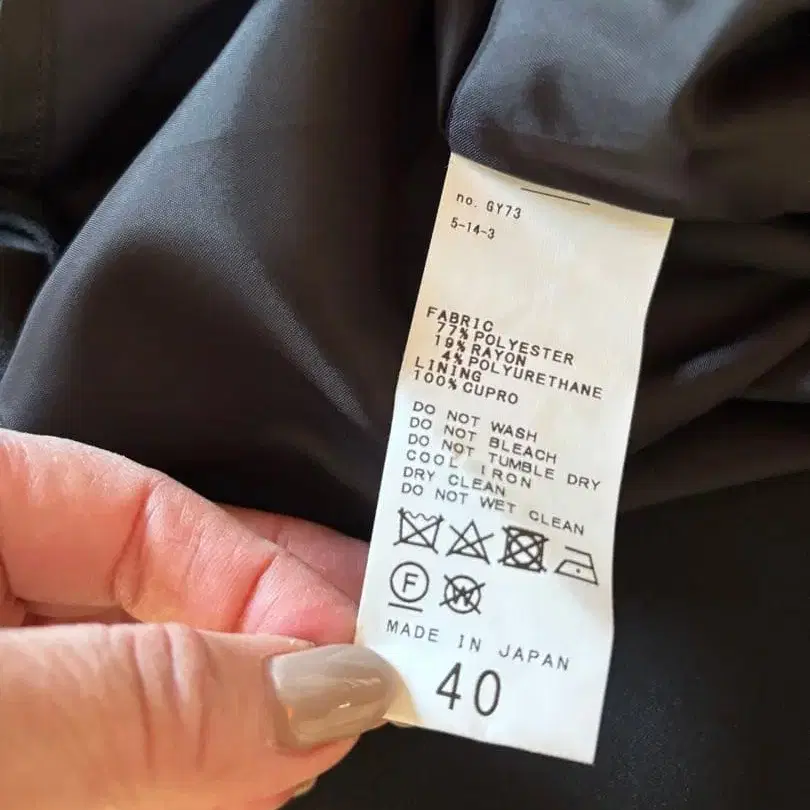 no. GY73
5-14-3
FABRIC
77% POLYESTER
19% RAYON
4% POLYURETHANE
LINING
100% CUPRO
DO NOT WASH
DO NOT BLEACH
DO NOT TUMBLE DRY
COOL IRON
DRY CLEAN
DO NOT WET CLEAN
F W
MADE IN JAPAN
40